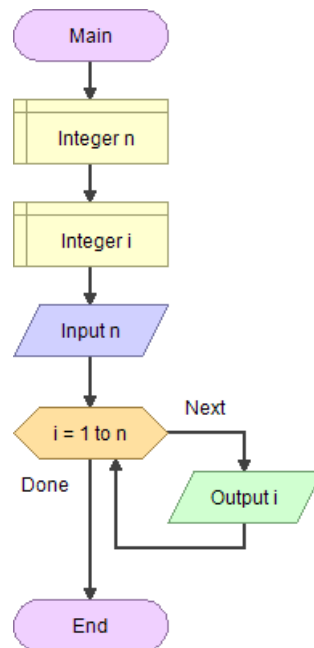 Main
Integer n
Integer i
Input n
i = 1 to n
Next
Done
Output i
End